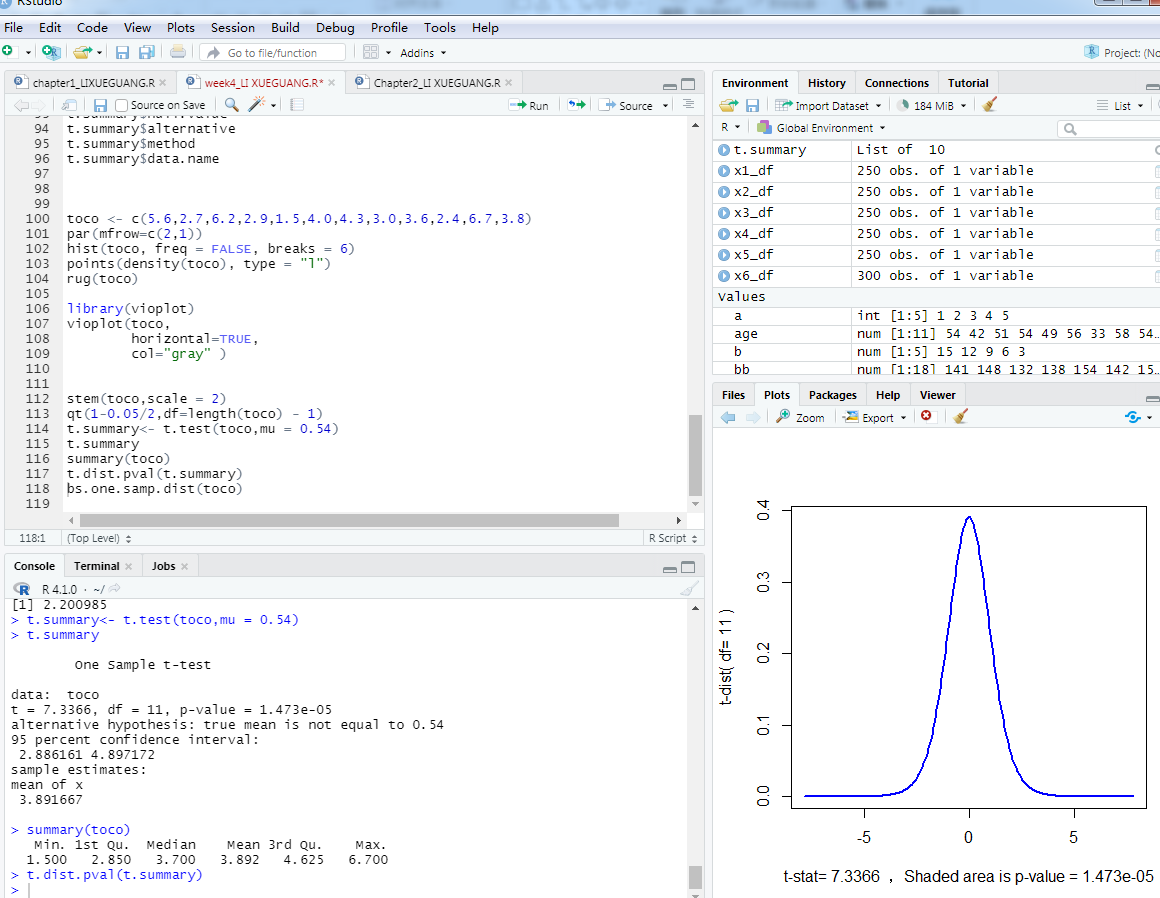 RStudio
File Edit Code View Plots Session Build Debug Profile Tools Help
Go to file/function Addins Project: (No
chapter1_LIXUEGUANG.R week4_LI XUEGUANG.R* Chapter2_LI XUEGUANG.R
Source on Save Run Source
94 t.summary$alternative
95 t.summary$method
96 t.summary$data.name
97
98
99
100 toco <- c(5.6,2.7,6.2,2.9,1.5,4.0,4.3,3.0,3.6,2.4,6.7,3.8)
101 par(mfrow=c(2,1))
102 hist(toco, freq = FALSE, breaks = 6)
103 points(density(toco), type = "l")
104 rug(toco)
105
106 library(vioplot)
107 vioplot(toco,
108 horizontal=TRUE,
109 col="gray" )
110
111
112 stem(toco,scale = 2)
113 qt(1-0.05/2,df=length(toco) - 1)
114 t.summary<- t.test(toco,mu = 0.54)
115 t.summary
116 summary(toco)
117 t.dist.pval(t.summary)
118 bs.one.samp.dist(toco)
119
118:1 (Top Level) R Script
Console Terminal Jobs
R 4.1.0 · ~/
[1] 2.200985
> t.summary<- t.test(toco,mu = 0.54)
> t.summary
One Sample t-test
data: toco
t = 7.3366, df = 11, p-value = 1.473e-05
alternative hypothesis: true mean is not equal to 0.54
95 percent confidence interval:
2.886161 4.897172
sample estimates:
mean of x
3.891667
> summary(toco)
Min. 1st Qu. Median Mean 3rd Qu. Max.
1.500 2.850 3.700 3.892 4.625 6.700
> t.dist.pval(t.summary)
>
Environment History Connections Tutorial
Import Dataset 184 MiB List
R Global Environment
t.summary List of 10
x1_df 250 obs. of 1 variable
x2_df 250 obs. of 1 variable
x3_df 250 obs. of 1 variable
x4_df 250 obs. of 1 variable
x5_df 250 obs. of 1 variable
x6_df 300 obs. of 1 variable
Values
a int [1:5] 1 2 3 4 5
age num [1:11] 54 42 51 54 49 56 33 58 54…
b num [1:5] 15 12 9 6 3
bb num [1:18] 141 148 132 138 154 142 15…
Files Plots Packages Help Viewer
Zoom Export
t-dist( df= 11 )
0.4
0.3
0.2
0.1
0.0
-5 0 5
t-stat= 7.3366 , Shaded area is p-value = 1.473e-05